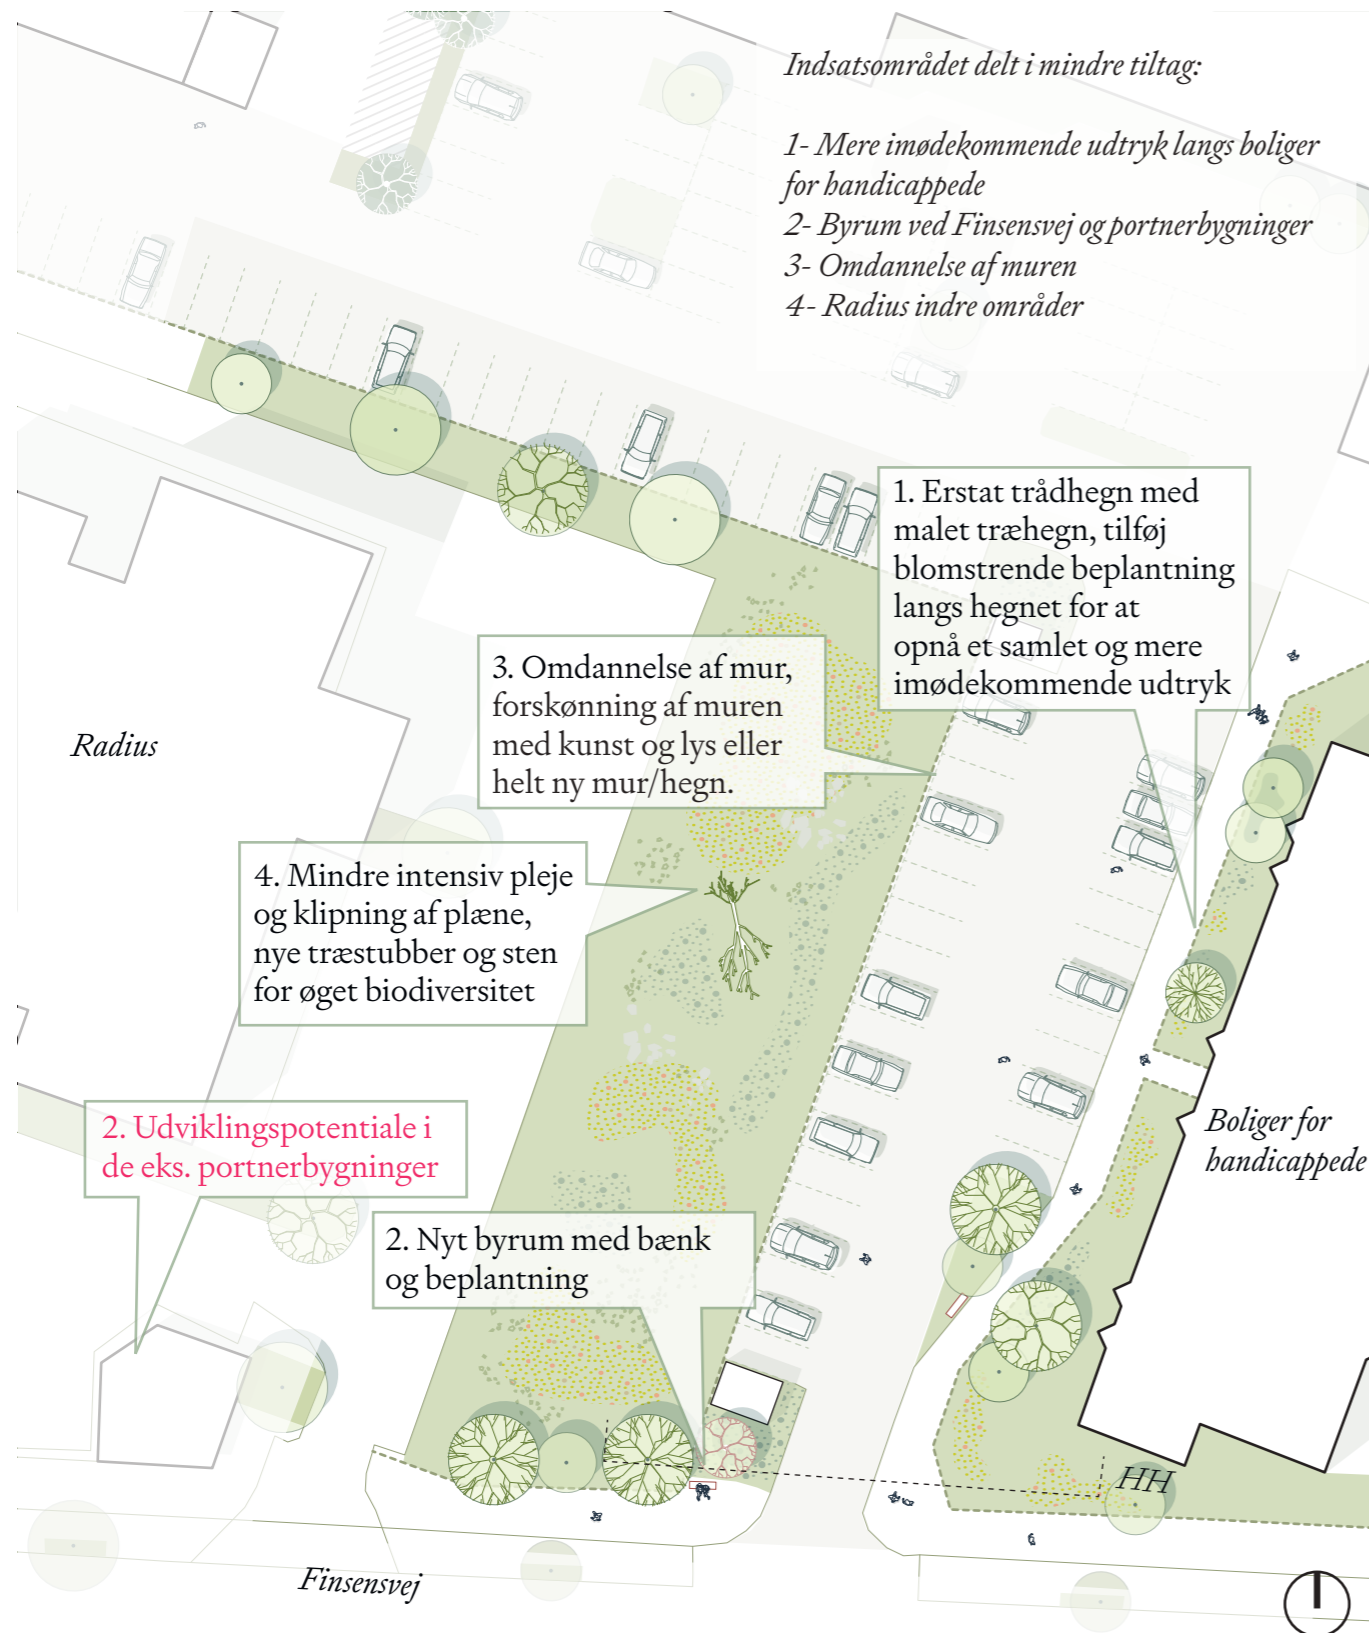 Indsatsområdet delt i mindre tiltag:
1- Mere imødekommende udtryk langs boliger
for handicappede
2- Byrum ved Finsensvej og portnerbygninger
3- Omdannelse af muren
4- Radius indre områder
1. Erstat trådhegn med
malet træhegn, tilføj
blomstrende beplantning
langs hegnet for at
opnå et samlet og mere
imødekommende udtryk
3. Omdannelse af mur,
forskønning af muren
med kunst og lys eller
helt ny mur/hegn.
Radius
4. Mindre intensiv pleje
og klipning af plæne,
nye træstubber og sten
for øget biodiversitet
2. Udviklingspotentiale i
de eks. portnerbygninger
Boliger for
handicappede
2. Nyt byrum med bænk
og beplantning
HH
Finsensvej